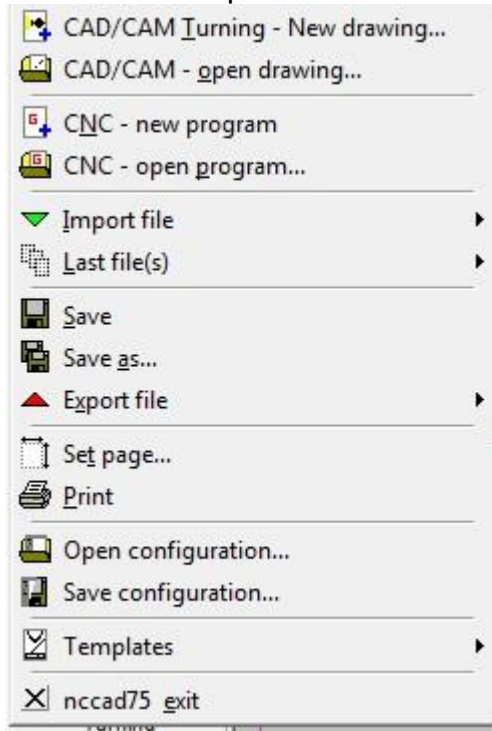 CAD/CAM Turning - New drawing...
CAD/CAM - open drawing...
CNC - new program
CNC - open program...
Import file
Last file(s)
Save
Save as...
Export file
Set page...
Print
Open configuration...
Save configuration...
Templates
nccad75 exit